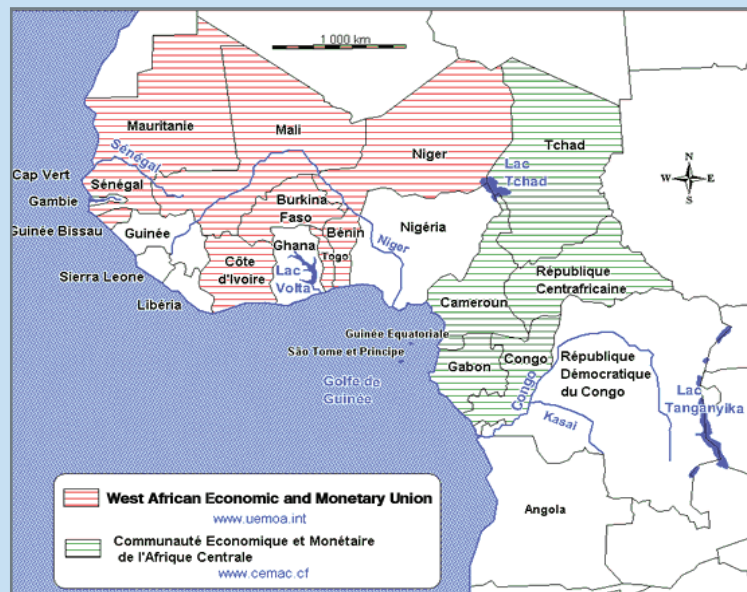 1 000 km
Mauritanie
Mali
Niger
Tchad
Sénégal
Lac
Tchad
N
W E
S
Cap Vert
Sénégal
Gambie
Guinée Bissau
Guinée
Burkina
Faso
Bénin
Nigéria
Niger
Ghana
Togo
Côte
d'Ivoire
Lac
Volta
Sierra Leone
Libéria
République
Centrafricaine
Cameroun
Guinée Equatoriale
São Tome et Principe
Gabon
Congo
Congo
République
Démocratique
du Congo
Golfe de
Guinée
Kasai
Lac
Tanganyika
Angola
West African Economic and Monetary Union
www.uemoa.int
Communauté Economique et Monétaire
de l'Afrique Centrale
www.cemac.cf